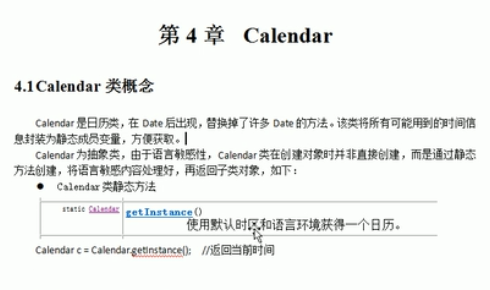 第 4 章 Calendar
4.1Calendar 类概念
Calendar 是日历类，在 Date 后出现，替换掉了许多 Date 的方法。该类将所有可能用到的时间信
息封装为静态成员变量，方便获取。
Calendar 为抽象类，由于语言敏感性，Calendar 类在创建对象时并非直接创建，而是通过静态
方法创建，将语言敏感内容处理好，再返回子类对象，如下：
● Calendar 类静态方法
static Calendar getInstance()
使用默认时区和语言环境获得一个日历。
Calendar c = Calendar.getInstance(); //返回当前时间